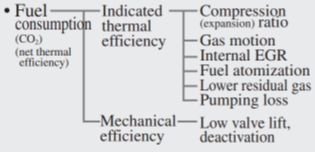 • Fuel consumption (CO₂) (net thermal efficiency)
Indicated thermal efficiency
Compression (expansion) ratio
Gas motion
Internal EGR
Fuel atomization
Lower residual gas
Pumping loss
Mechanical efficiency
Low valve lift, deactivation